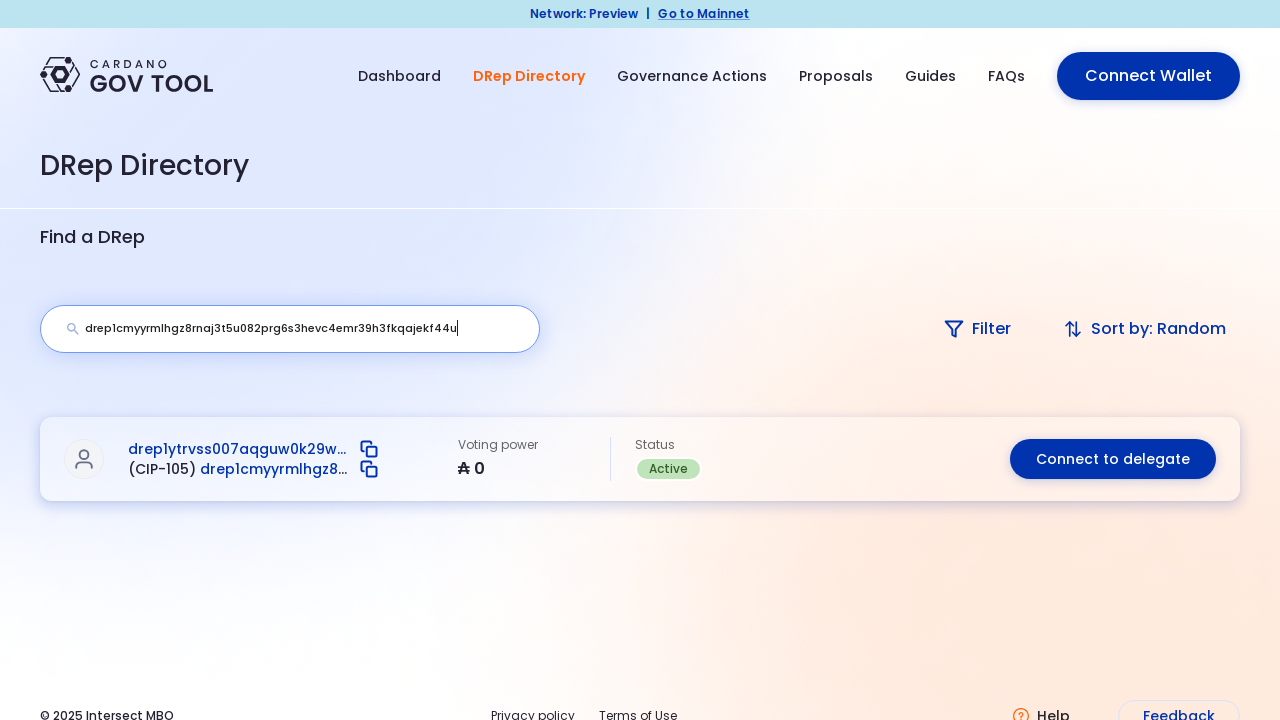 Network: Preview | Go to Mainnet
CARDANO
GOV TOOL
Dashboard DRep Directory Governance Actions Proposals Guides FAQs Connect Wallet
DRep Directory
Find a DRep
drep1cmyyrmlhgz8rnaj3t5u082prg6s3hevc4emr39h3fkqajekf44u
Filter
Sort by: Random
drep1ytrvss007aqguw0k29w...
(CIP-105) drep1cmyyrmlhgz8...
Voting power
₳ 0
Status
Active
Connect to delegate
© 2025 Intersect MBO
Privacy policy Terms of Use
Help
Feedback